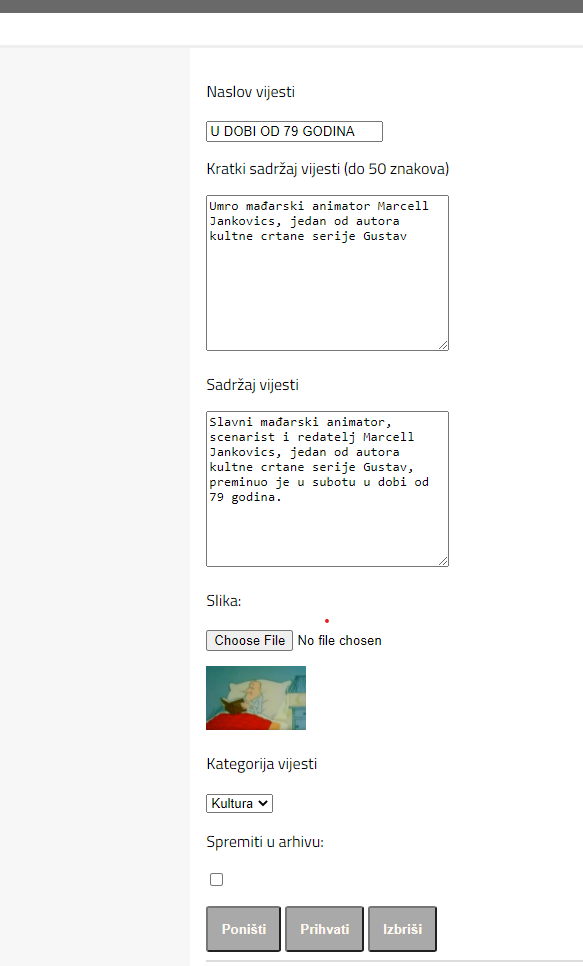 Naslov vijesti
U DOBI OD 79 GODINA
Kratki sadržaj vijesti (do 50 znakova)
Umro mađarski animator Marcell
Jankovics, jedan od autora
kultne crtane serije Gustav
Sadržaj vijesti
Slavni mađarski animator,
scenarist i redatelj Marcell
Jankovics, jedan od autora
kultne crtane serije Gustav,
preminuo je u subotu u dobi od
79 godina.
Slika:
Choose File No file chosen
Kategorija vijesti
Kultura
Spremiti u arhivu:
Poništi Prihvati Izbriši